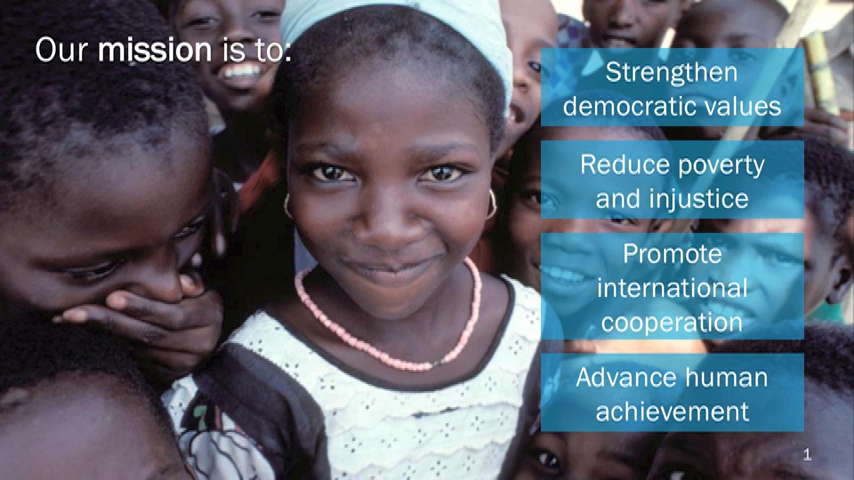 Our mission is to:
Strengthen
democratic values
Reduce poverty
and injustice
Promote
international
cooperation
Advance human
achievement
1